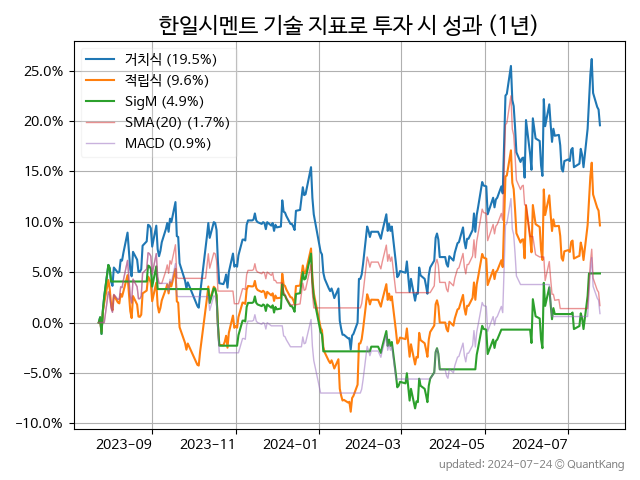 한일시멘트 기술 지표로 투자 시 성과 (1년)
거치식 (19.5%)
적립식 (9.6%)
SigM (4.9%)
SMA(20) (1.7%)
MACD (0.9%)
25.0%
20.0%
15.0%
10.0%
5.0%
0.0%
−5.0%
−10.0%
2023-09 2023-11 2024-01 2024-03 2024-05 2024-07
updated: 2024-07-24 © QuantKang